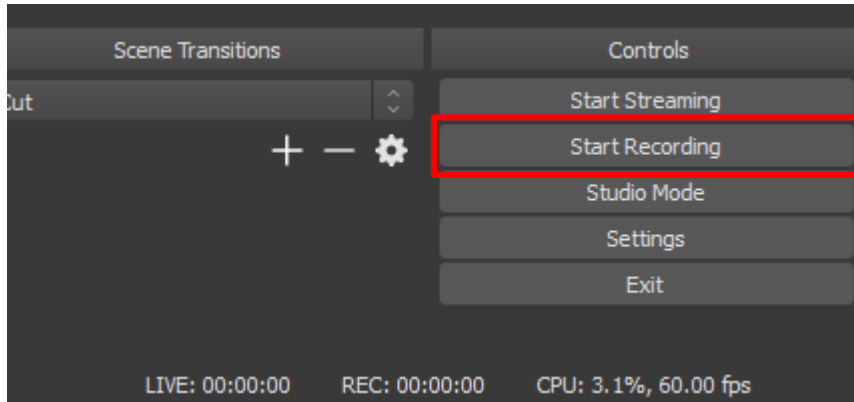 Scene Transitions
Controls
Cut
Start Streaming
Start Recording
Studio Mode
Settings
Exit
LIVE: 00:00:00 REC: 00:00:00 CPU: 3.1%, 60.00 fps